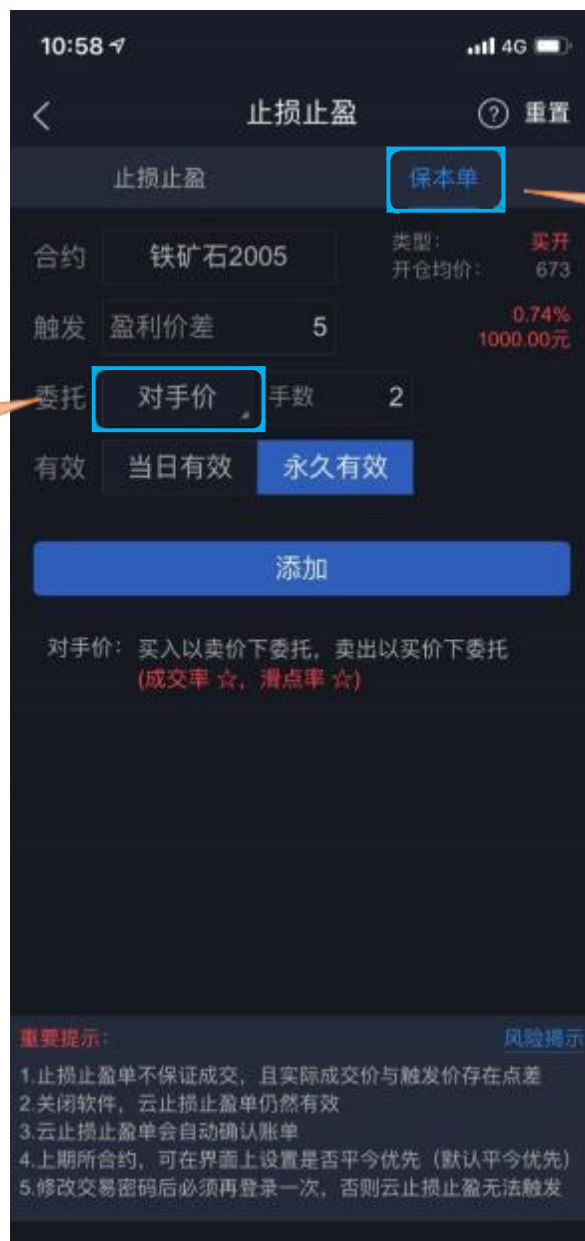 10:58 4G
止损止盈 ? 重置
止损止盈 保本单
合约 铁矿石2005 类型: 买开
开仓均价: 673
触发 盈利价差 5 0.74%
1000.00元
委托 对手价 手数 2
有效 当日有效 永久有效
添加
对手价: 买入以卖价下委托, 卖出以买价下委托
(成交率 ☆, 滑点率 ☆)
重要提示: 风险揭示
1.止损止盈单不保证成交, 且实际成交价与触发价存在点差
2.关闭软件, 云止损止盈单仍然有效
3.云止损止盈单会自动确认账单
4.上期所合约, 可在界面上设置是否平今优先 (默认平今优先)
5.修改交易密码后必须再登录一次, 否则云止损止盈无法触发